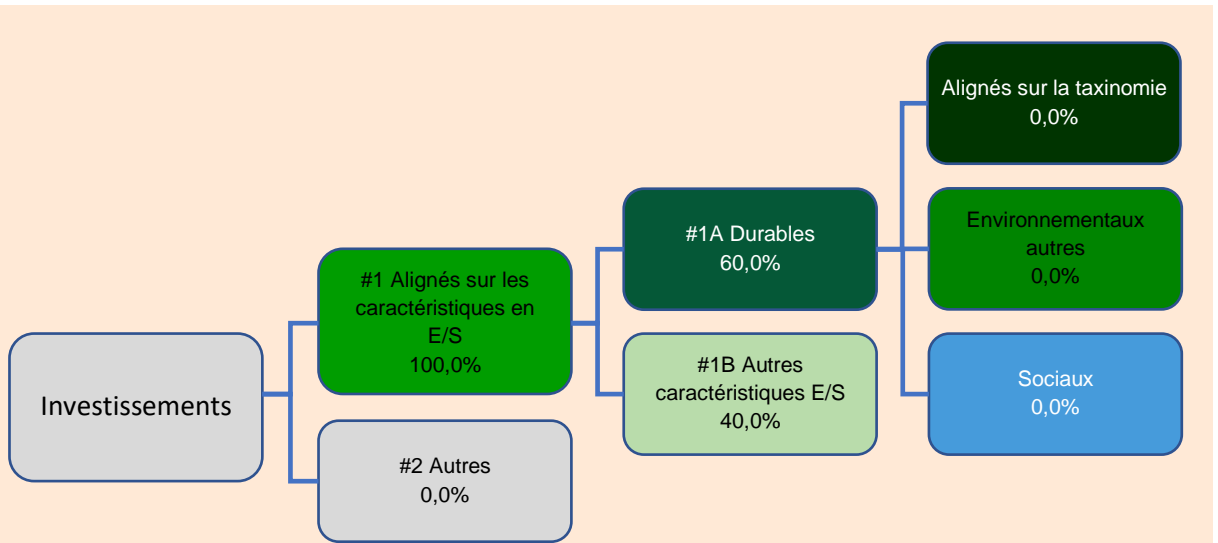 Investissements
#1 Alignés sur les
caractéristiques en
E/S
100,0%
#2 Autres
0,0%
#1A Durables
60,0%
#1B Autres
caractéristiques E/S
40,0%
Alignés sur la taxinomie
0,0%
Environnementaux
autres
0,0%
Sociaux
0,0%